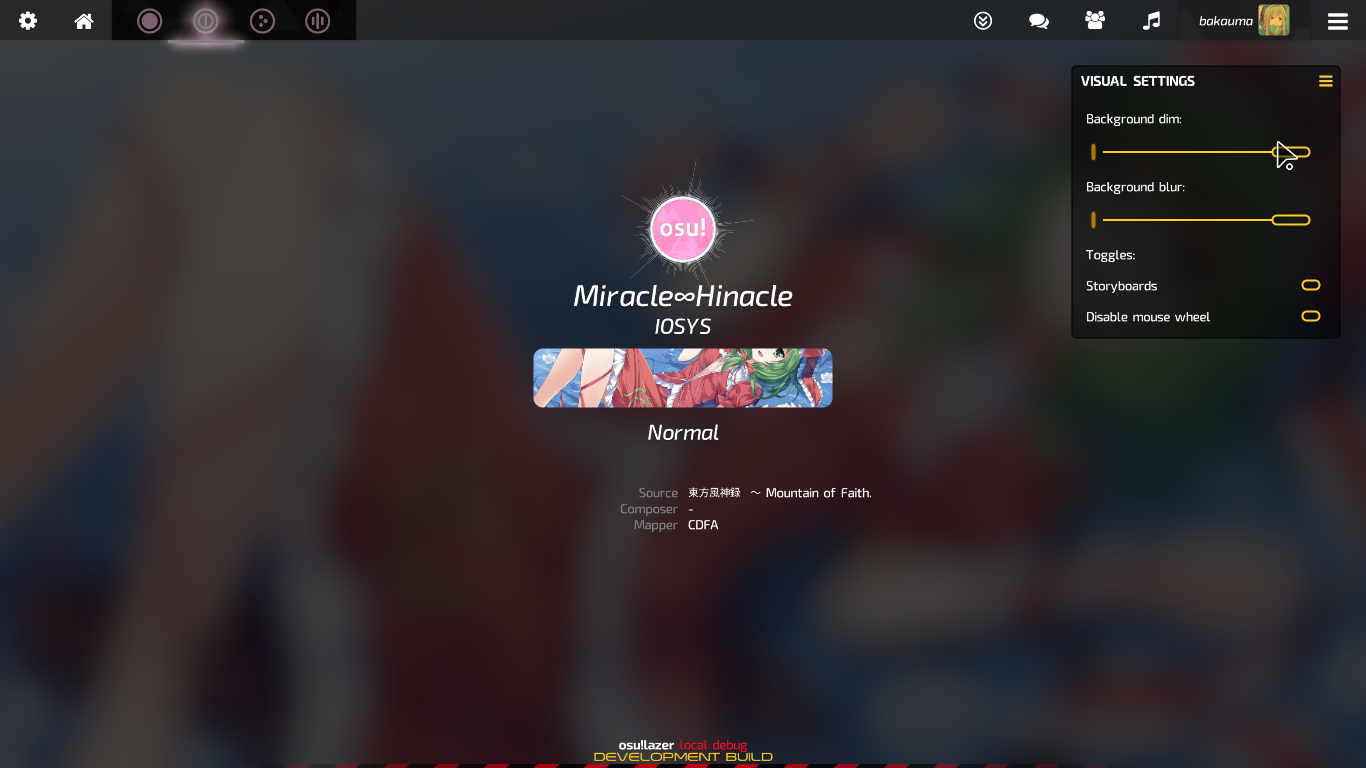 bakauma
VISUAL SETTINGS
Background dim:
Background blur:
Toggles:
Storyboards
Disable mouse wheel
osu!
Miracle∞Hinacle
IOSYS
Normal
Source 東方風神録 ～ Mountain of Faith.
Composer -
Mapper CDFA
osu!lazer local debug
DEVELOPMENT BUILD